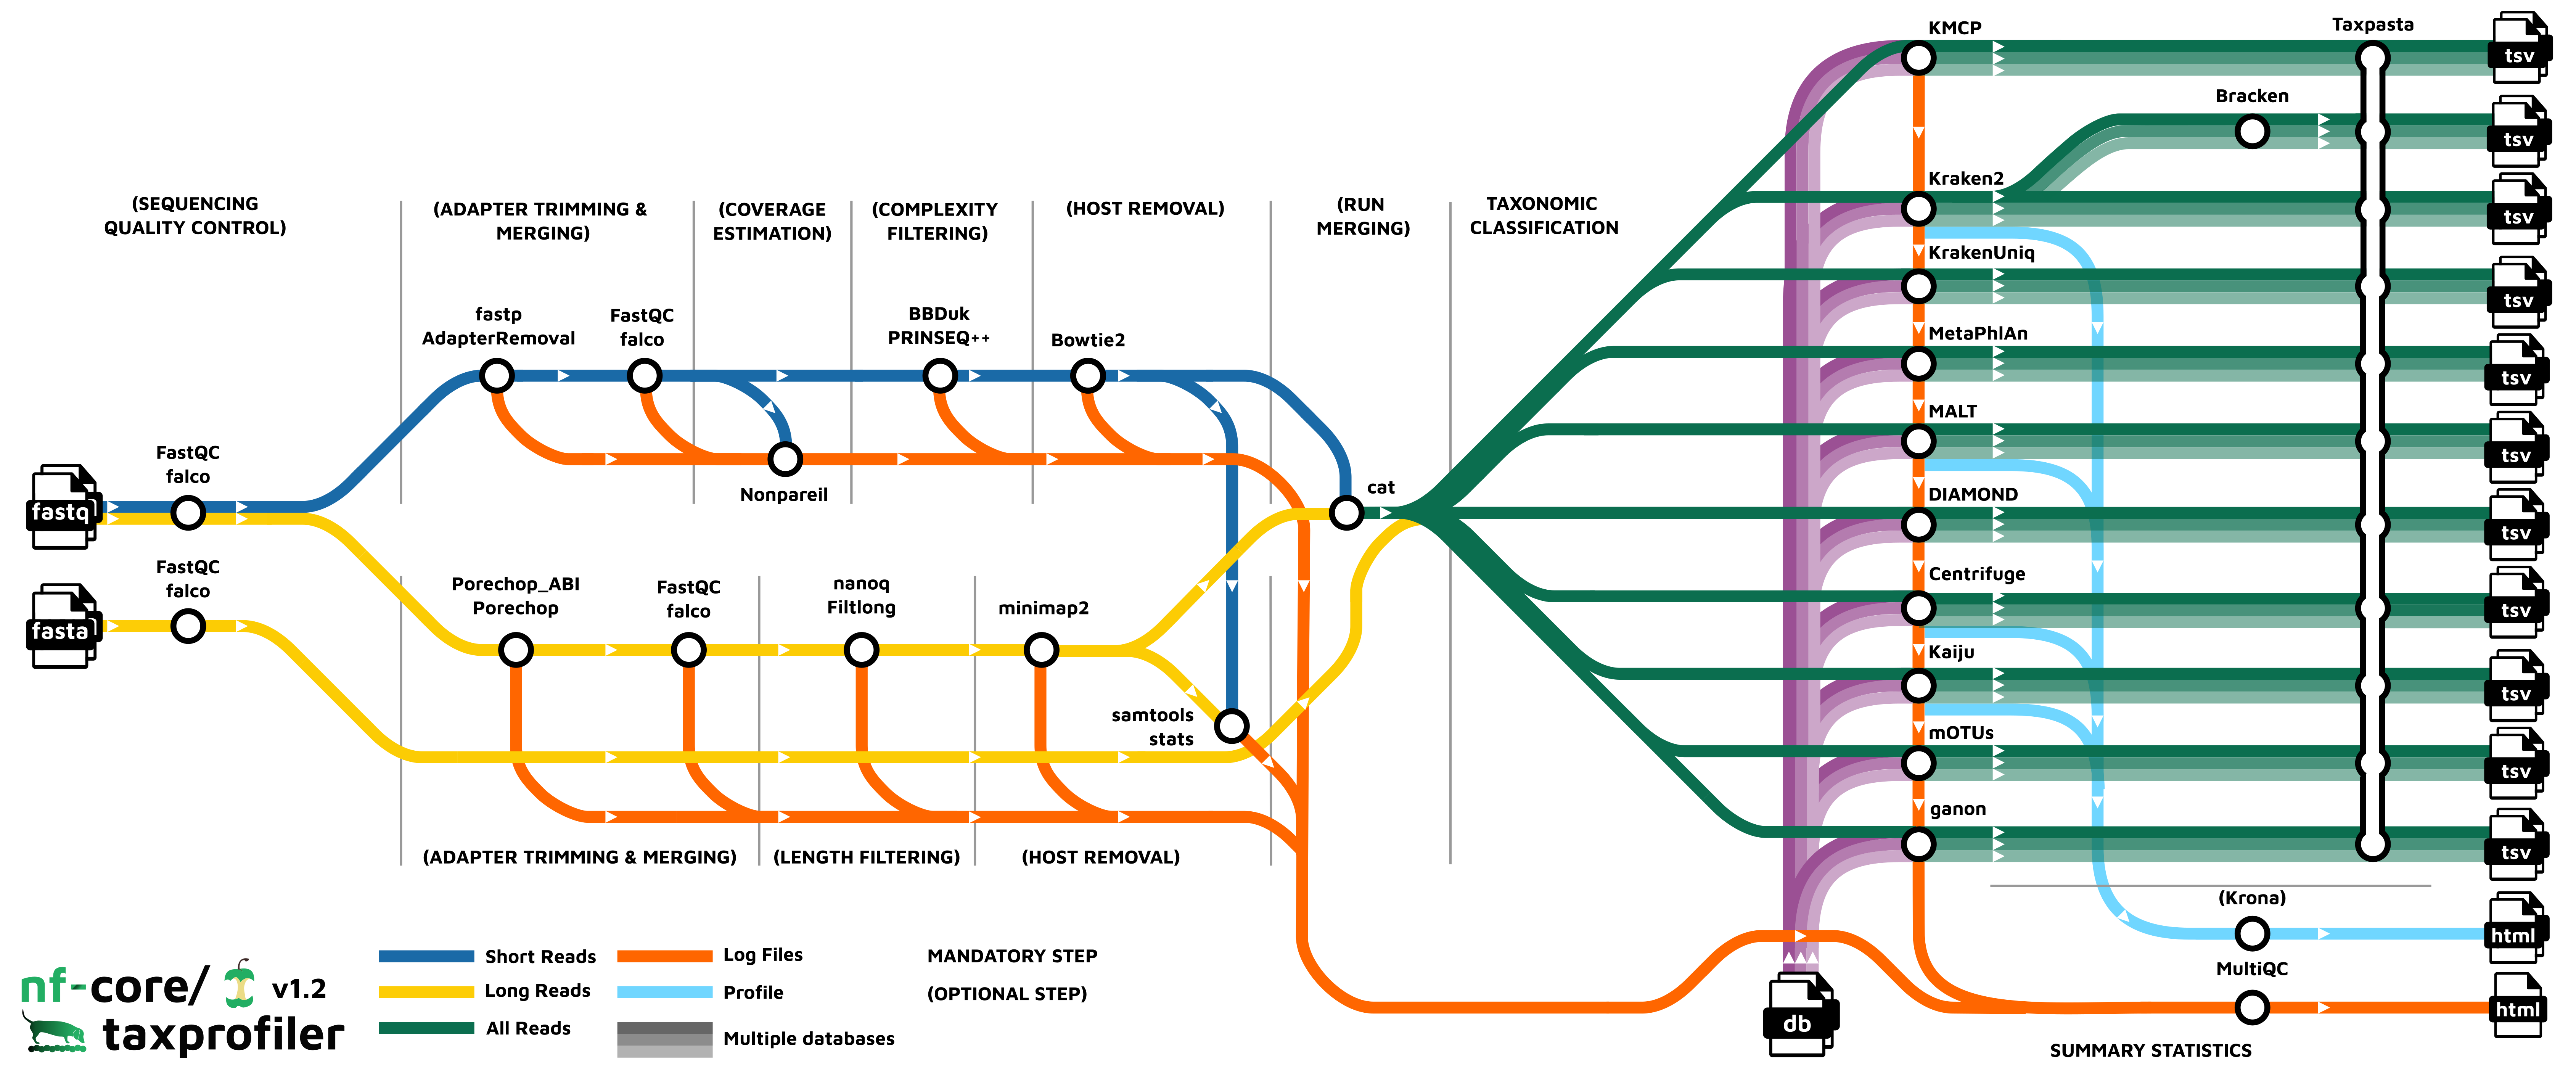 (SEQUENCING
QUALITY CONTROL)
(ADAPTER TRIMMING &
MERGING)
(COVERAGE
ESTIMATION)
(COMPLEXITY
FILTERING)
(HOST REMOVAL)
(RUN
MERGING)
TAXONOMIC
CLASSIFICATION
fastq
FastQC
falco
fasta
FastQC
falco
fastp
AdapterRemoval
FastQC
falco
Nonpareil
BBDuk
PRINSEQ++
Bowtie2
Porechop_ABI
Porechop
FastQC
falco
nanoq
Filtlong
minimap2
samtools
stats
cat
(ADAPTER TRIMMING & MERGING)
(LENGTH FILTERING)
(HOST REMOVAL)
KMCP
Kraken2
Bracken
KrakenUniq
MetaPhlAn
MALT
DIAMOND
Centrifuge
Kaiju
mOTUs
ganon
Taxpasta
tsv
tsv
tsv
tsv
tsv
tsv
tsv
tsv
tsv
tsv
tsv
(Krona)
html
MultiQC
html
SUMMARY STATISTICS
db
nf-core/ v1.2
taxprofiler
Short Reads
Long Reads
All Reads
Log Files
Profile
Multiple databases
MANDATORY STEP
(OPTIONAL STEP)